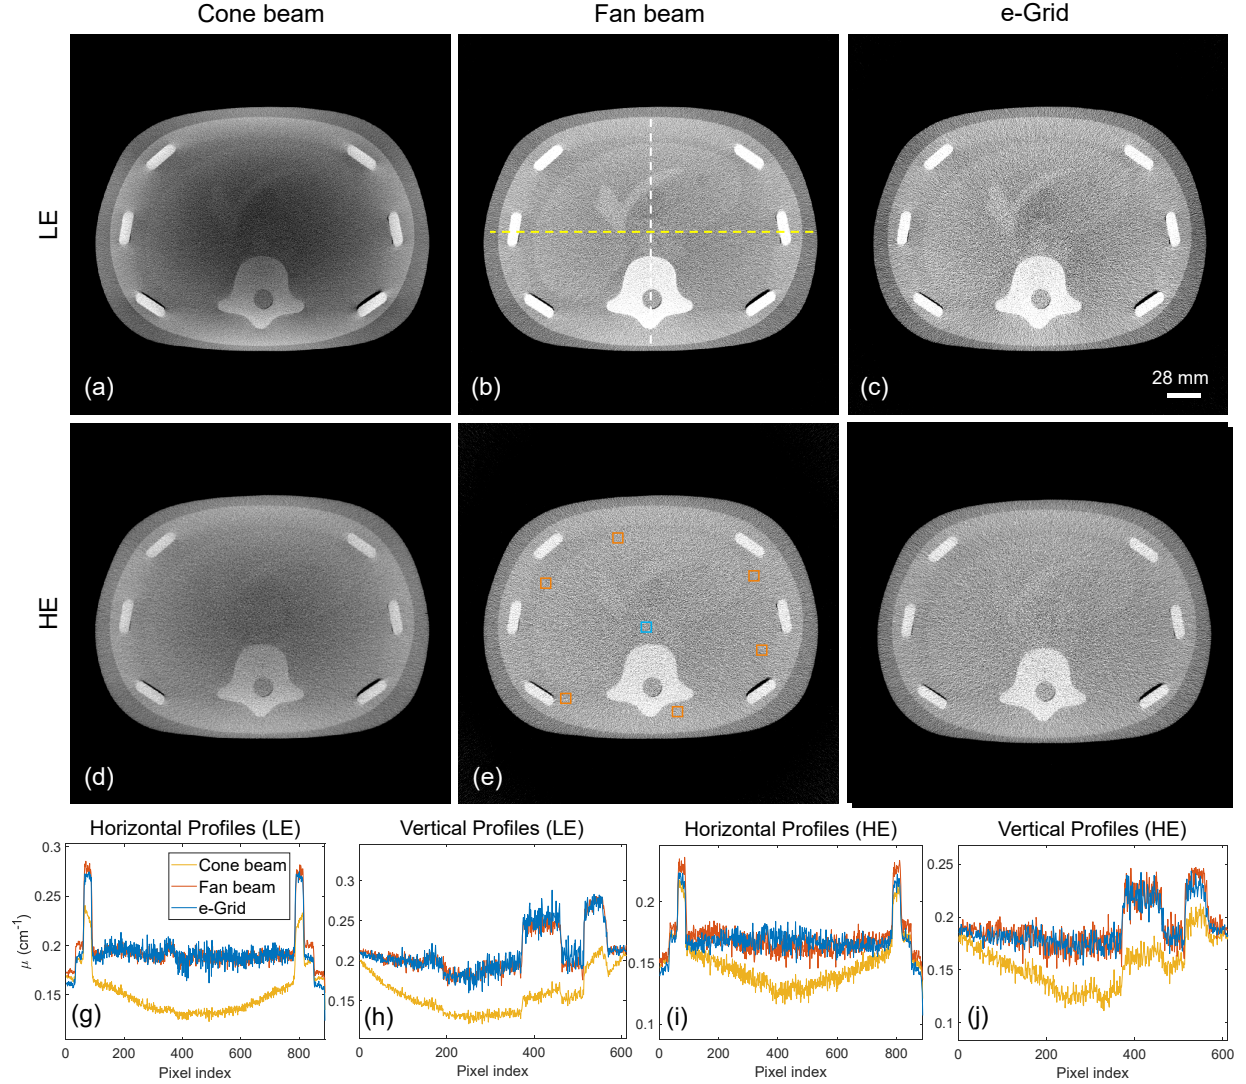 Cone beam Fan beam e-Grid
LE
(a) (b) (c)
28 mm
HE
(d) (e)
Horizontal Profiles (LE) Vertical Profiles (LE) Horizontal Profiles (HE) Vertical Profiles (HE)
μ (cm⁻¹)
0.3
0.25
0.2
0.15
Cone beam
Fan beam
e-Grid
(g)
0 200 400 600 800
Pixel index
0.3
0.25
0.2
0.15
(h)
0 200 400 600
Pixel index
0.2
0.15
0.1
(i)
0 200 400 600 800
Pixel index
0.25
0.2
0.15
0.1
(j)
0 200 400 600
Pixel index